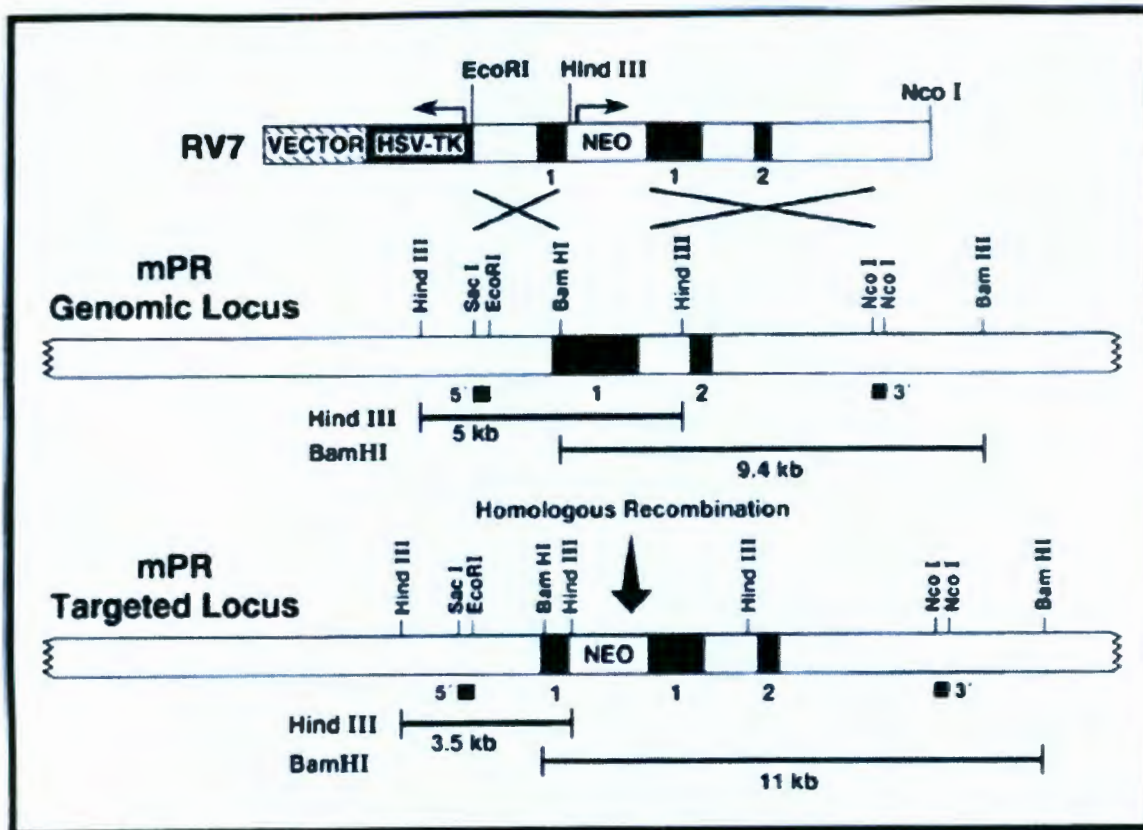 EcoRI
Hind III
Nco I
RV7
VECTOR
HSV-TK
NEO
1
1
2
mPR
Genomic Locus
Hind III
Sac I
EcoRI
Bam HI
Hind III
Nco I
Nco I
Bam HI
5'
1
2
3'
Hind III
5 kb
BamHI
9.4 kb
Homologous Recombination
mPR
Targeted Locus
Hind III
Sac I
EcoRI
Bam HI
Hind III
Hind III
Nco I
Nco I
Bam HI
NEO
5'
1
1
2
3'
Hind III
3.5 kb
BamHI
11 kb